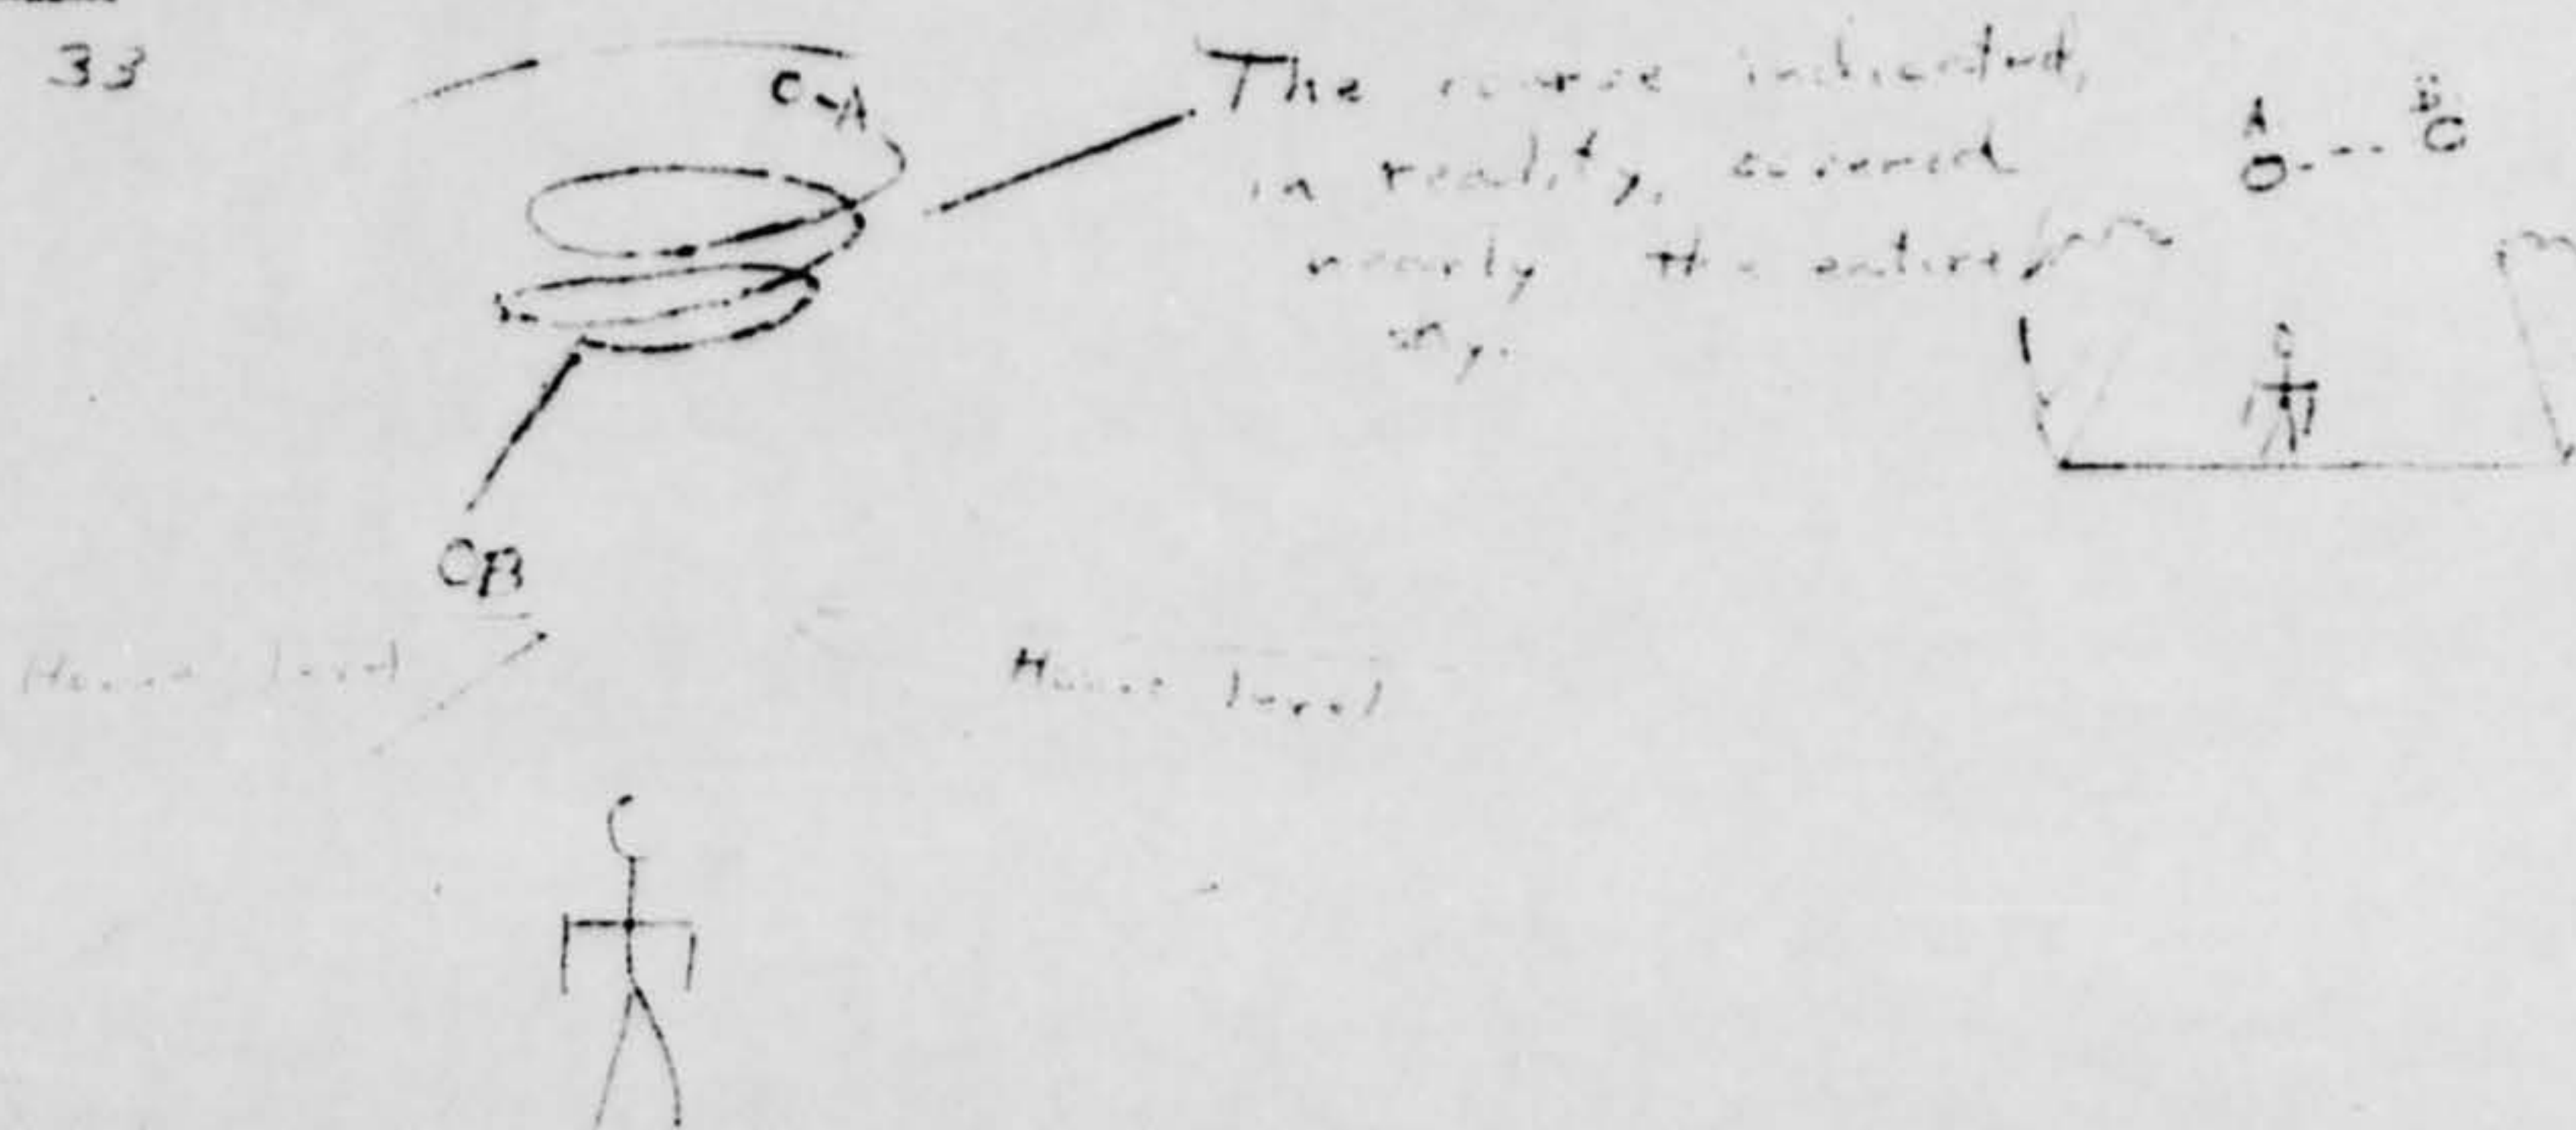 33
C-A
The course indicated,
in reality, covered
nearly the entire
sky.
A
B
CB
House level
House level